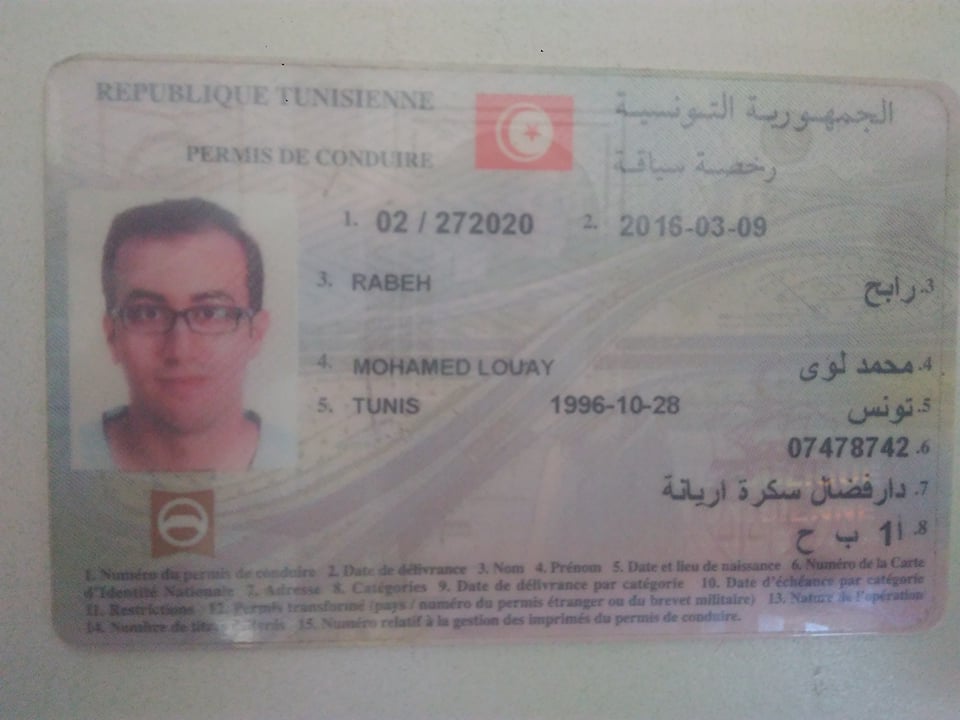 REPUBLIQUE TUNISIENNE الجمهورية التونسية
PERMIS DE CONDUIRE رخصة سياقة
1. 02 / 272020 2. 2016-03-09
3. RABEH 3. رابح
4. MOHAMED LOUAY 4. محمد لوى
5. TUNIS 1996-10-28 5. تونس
07478742 .6
7. دار فضال سكرة اريانة
8. أ1 ب ح
1. Numéro du permis de conduire 2. Date de délivrance 3. Nom 4. Prénom 5. Date et lieu de naissance 6. Numéro de la Carte
d'Identité Nationale 7. Adresse 8. Catégories 9. Date de délivrance par catégorie 10. Date d'échéance par catégorie
11. Restrictions 12. Permis transformé (pays / numéro du permis étranger ou du brevet militaire) 13. Nature de l'opération
14. Nombre de titres 15. Numéro relatif à la gestion des imprimés du permis de conduire.